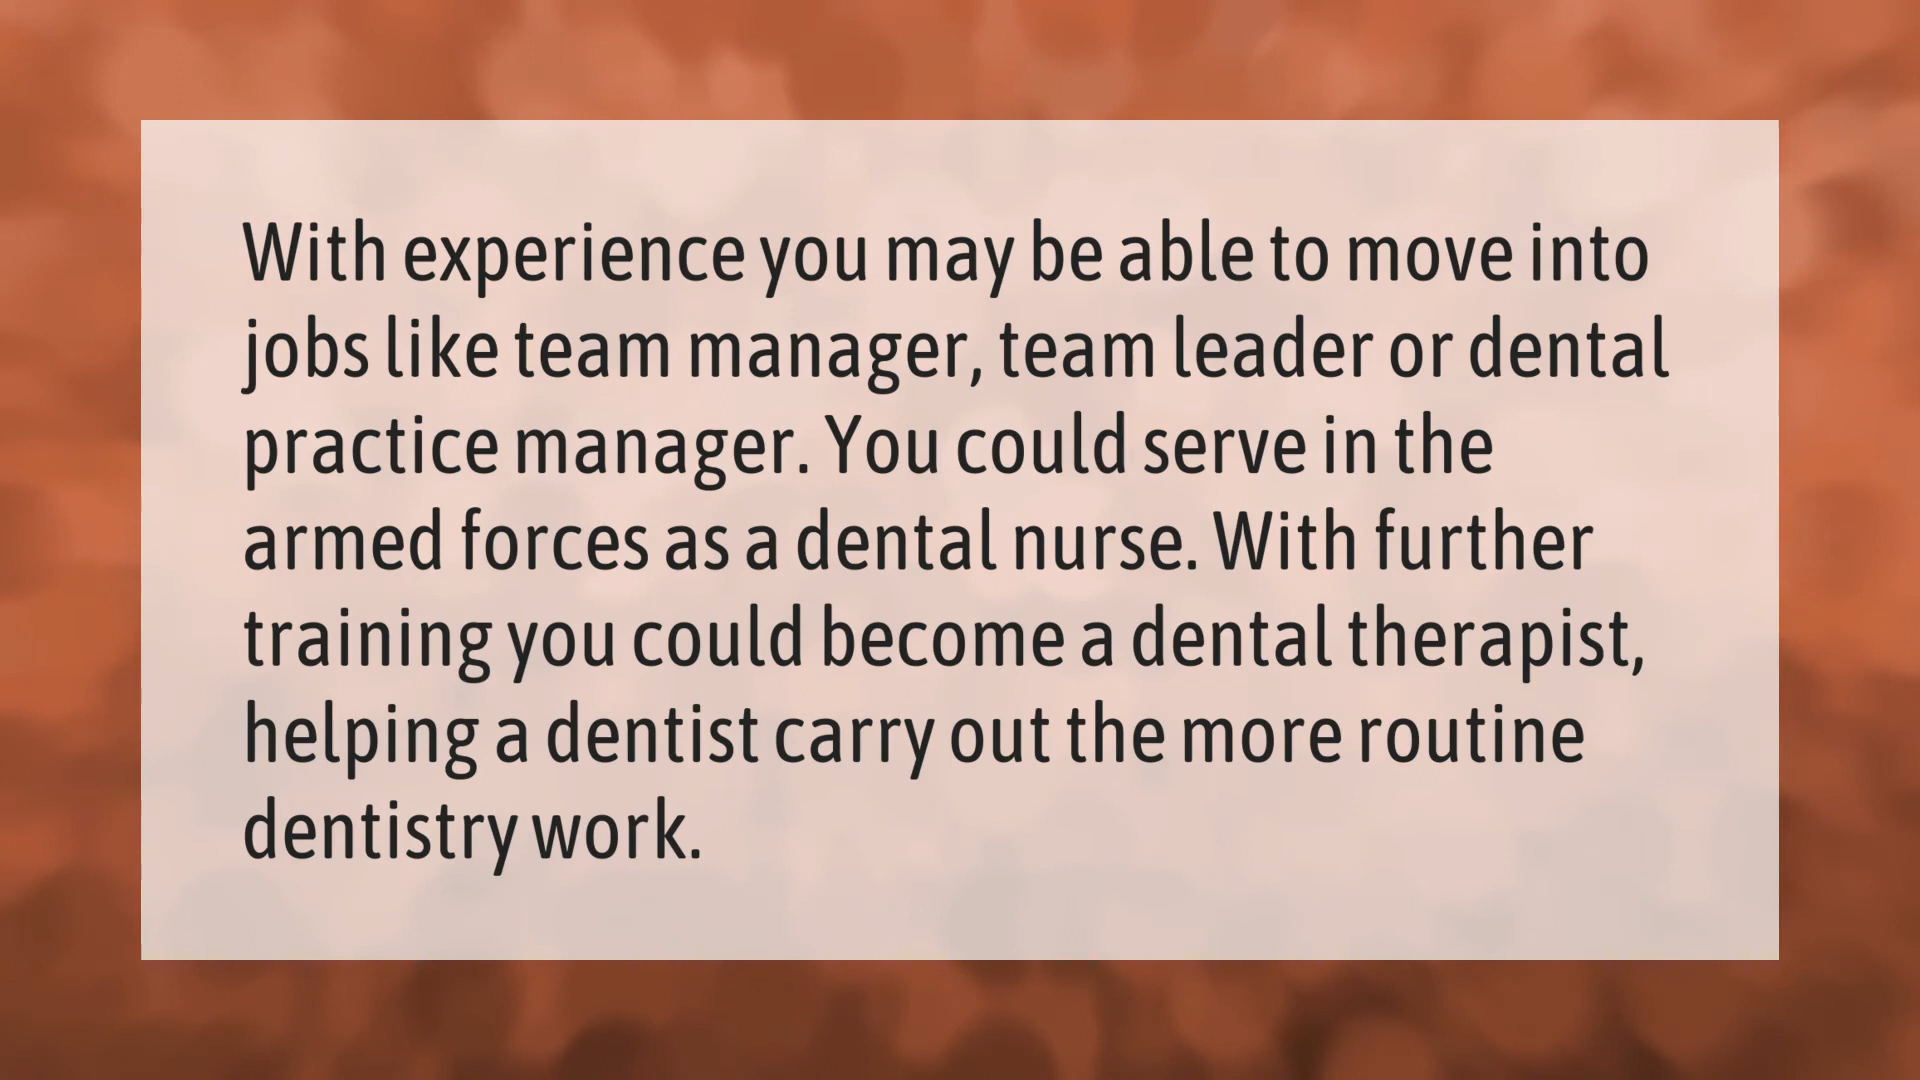 With experience you may be able to move into
jobs like team manager, team leader or dental
practice manager. You could serve in the
armed forces as a dental nurse. With further
training you could become a dental therapist,
helping a dentist carry out the more routine
dentistry work.